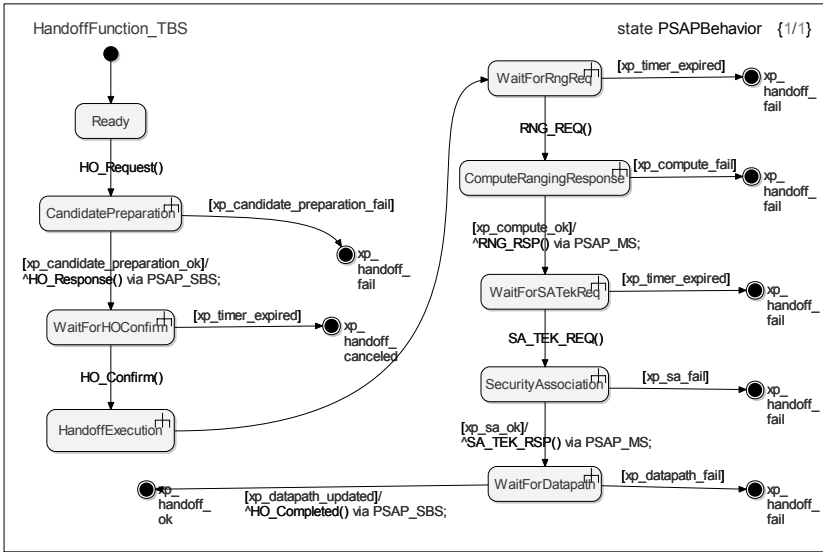 HandoffFunction_TBS
state PSAPBehavior {1/1}
Ready
HO_Request()
CandidatePreparation
[xp_candidate_preparation_fail]
xp_
handoff_
fail
[xp_candidate_preparation_ok]/
^HO_Response() via PSAP_SBS;
WaitForHOConfirm
[xp_timer_expired]
xp_
handoff_
canceled
HO_Confirm()
HandoffExecution
WaitForRngReq
[xp_timer_expired]
xp_
handoff_
fail
RNG_REQ()
ComputeRangingResponse
[xp_compute_fail]
xp_
handoff_
fail
[xp_compute_ok]/
^RNG_RSP() via PSAP_MS;
WaitForSATekReq
[xp_timer_expired]
xp_
handoff_
fail
SA_TEK_REQ()
SecurityAssociation
[xp_sa_fail]
xp_
handoff_
fail
[xp_sa_ok]/
^SA_TEK_RSP() via PSAP_MS;
WaitForDatapath
[xp_datapath_fail]
xp_
handoff_
fail
[xp_datapath_updated]/
^HO_Completed() via PSAP_SBS;
xp_
handoff_
ok